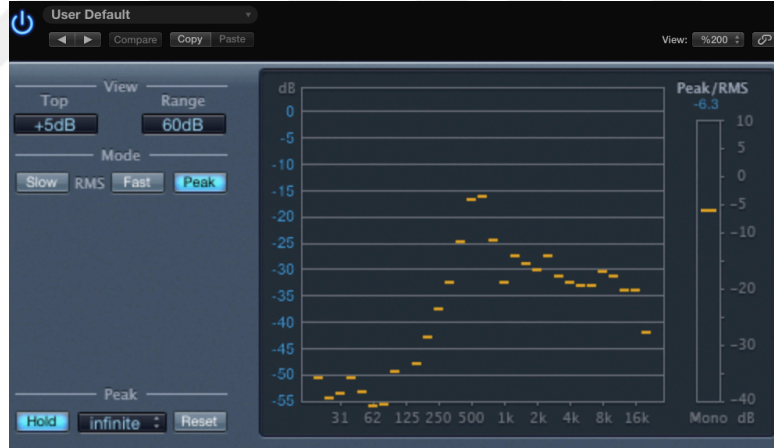 User Default
Compare Copy Paste
View: %200
View
Top Range
+5dB 60dB
Mode
Slow RMS Fast Peak
Peak
Hold infinite Reset
dB
0
-5
-10
-15
-20
-25
-30
-35
-40
-45
-50
-55
31 62 125 250 500 1k 2k 4k 8k 16k
Peak/RMS
-6.3
10
5
0
-5
-10
-20
-30
-40
Mono dB